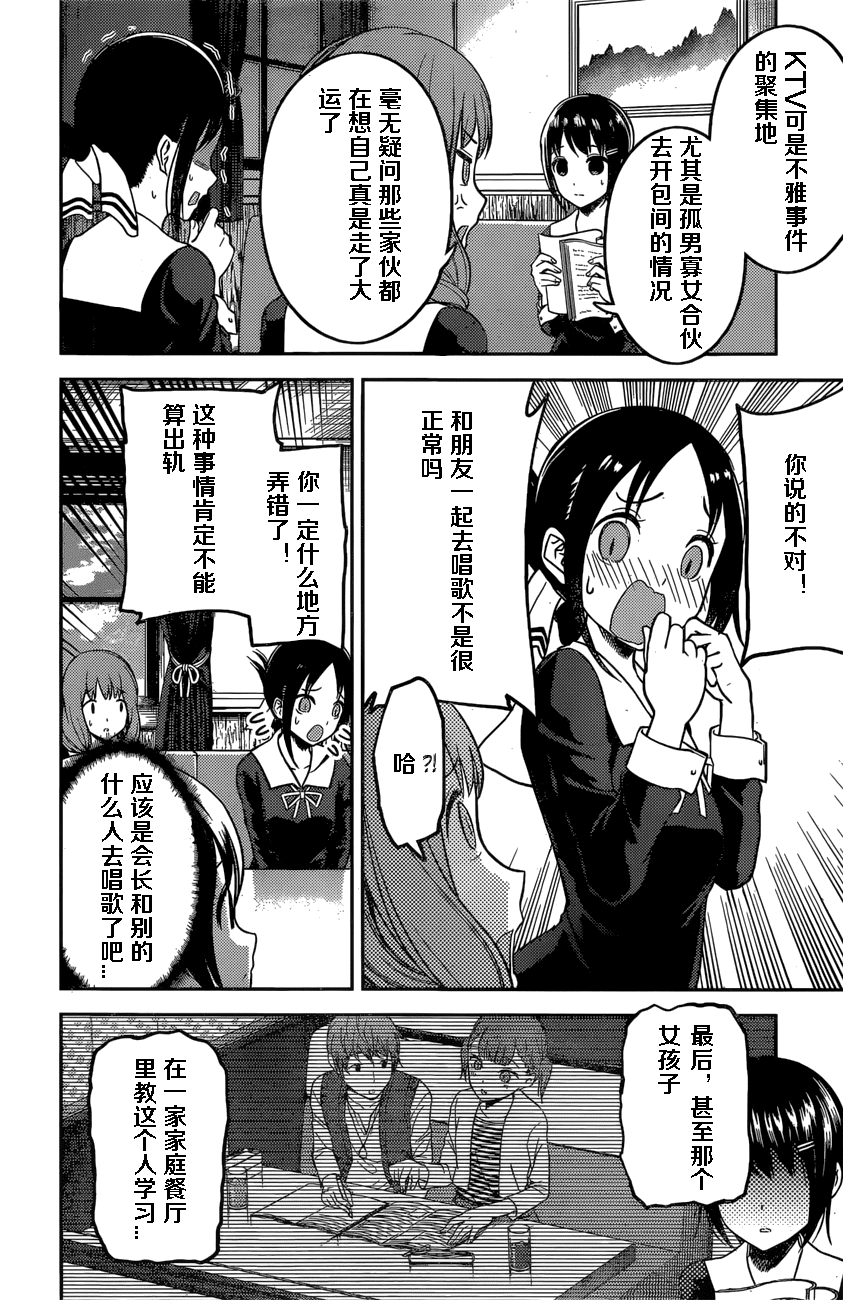 KTV可是不雅事件
的聚集地
尤其是孤男寡女合伙
去开包间的情况
毫无疑问那些家伙都
在想自己真是走了大
运了
你说的不对！
和朋友一起去唱歌不是很
正常吗
哈?!
你一定什么地方
弄错了！
这种事情肯定不能
算出轨
应该是会长和别的
什么人去唱歌了吧...
最后，甚至那个
女孩子
在一家家庭餐厅
里教这个人学习...